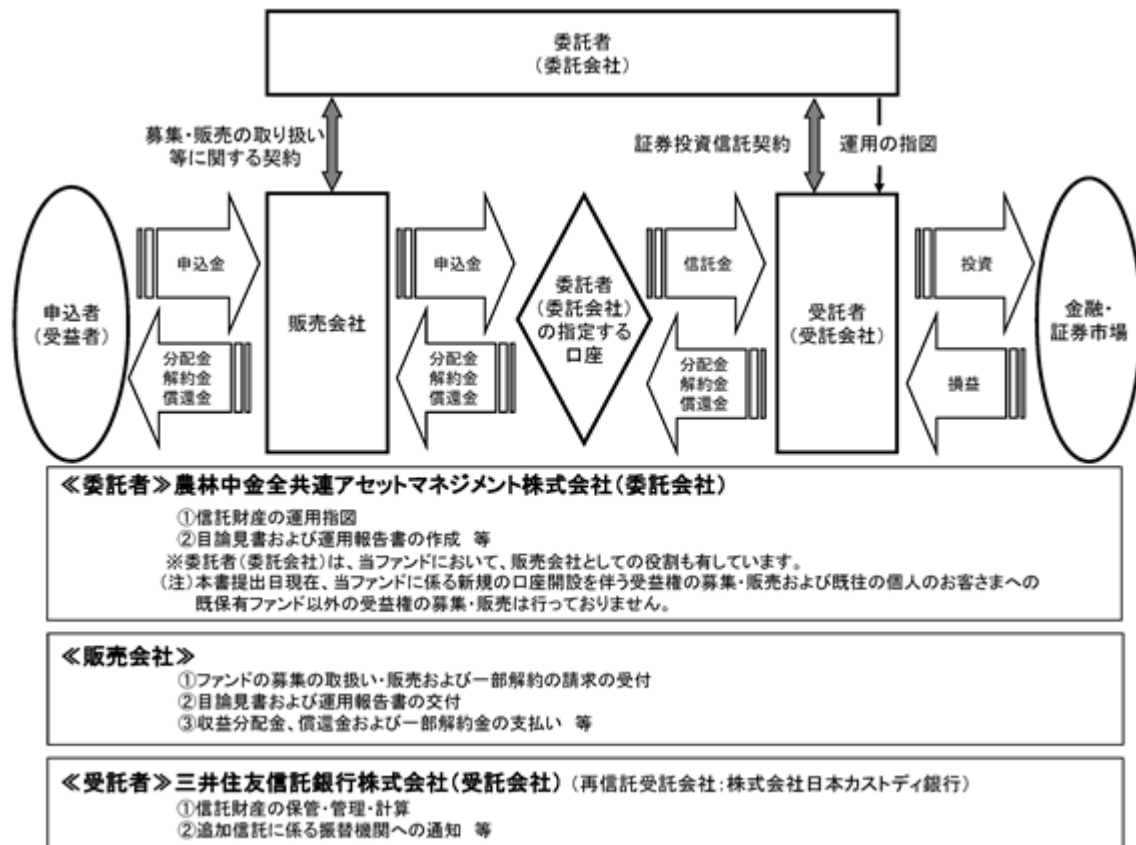 委託者
(委託会社)
募集・販売の取り扱い
等に関する契約
証券投資信託契約
運用の指図
申込者
(受益者)
申込金
分配金
解約金
償還金
販売会社
申込金
分配金
解約金
償還金
委託者
(委託会社)
の指定する
口座
信託金
分配金
解約金
償還金
受託者
(受託会社)
投資
損益
金融・
証券市場
≪委託者≫農林中金全共連アセットマネジメント株式会社(委託会社)
①信託財産の運用指図
②目論見書および運用報告書の作成 等
※委託者(委託会社)は、当ファンドにおいて、販売会社としての役割も有しています。
(注)本書提出日現在、当ファンドに係る新規の口座開設を伴う受益権の募集・販売および既往の個人のお客さまへの
既保有ファンド以外の受益権の募集・販売は行っておりません。
≪販売会社≫
①ファンドの募集の取扱い・販売および一部解約の請求の受付
②目論見書および運用報告書の交付
③収益分配金、償還金および一部解約金の支払い 等
≪受託者≫三井住友信託銀行株式会社(受託会社) (再信託受託会社:株式会社日本カストディ銀行)
①信託財産の保管・管理・計算
②追加信託に係る振替機関への通知 等